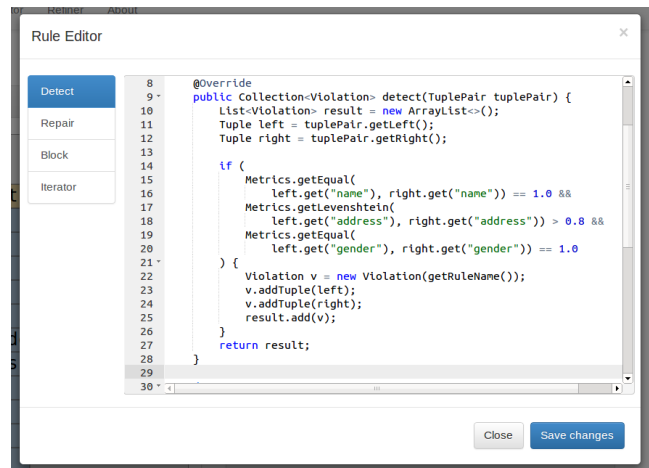 Refiner About
Rule Editor ×
Detect
Repair
Block
Iterator
8 @Override
9 public Collection<Violation> detect(TuplePair tuplePair) {
10 List<Violation> result = new ArrayList<>();
11 Tuple left = tuplePair.getLeft();
12 Tuple right = tuplePair.getRight();
13
14 if (
15 Metrics.getEqual(
16 left.get("name"), right.get("name")) == 1.0 &&
17 Metrics.getLevenshtein(
18 left.get("address"), right.get("address")) > 0.8 &&
19 Metrics.getEqual(
20 left.get("gender"), right.get("gender")) == 1.0
21 ) {
22 Violation v = new Violation(getRuleName());
23 v.addTuple(left);
24 v.addTuple(right);
25 result.add(v);
26 }
27 return result;
28 }
29
30
Close Save changes